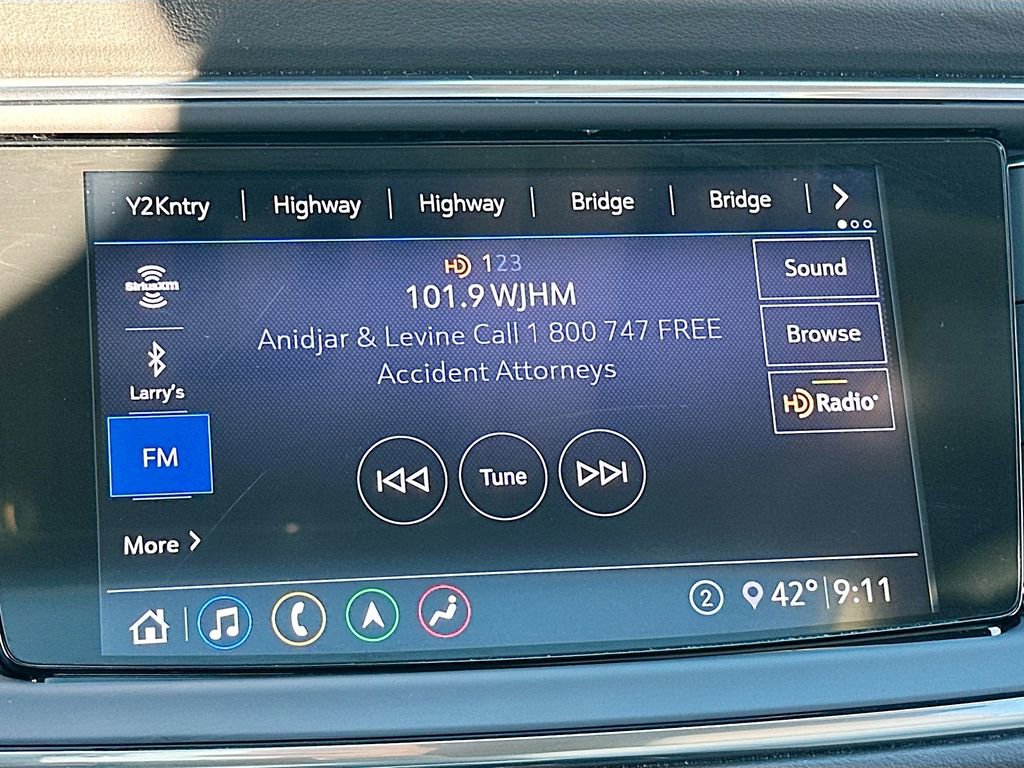 Y2Kntry | Highway | Highway | Bridge | Bridge
SiriusXM
HD 123
101.9 WJHM
Anidjar & Levine Call 1 800 747 FREE
Accident Attorneys
Sound
Browse
HD Radio
Larry's
FM
Tune
More
2 42° | 9:11